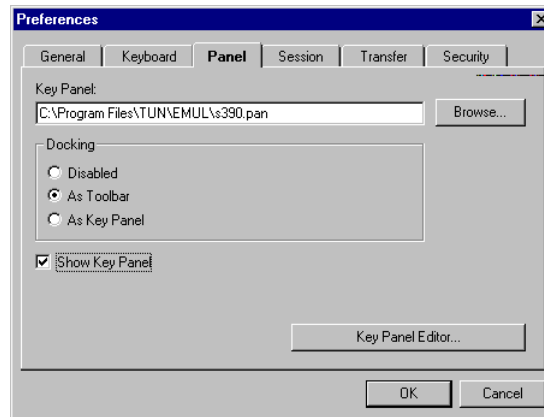 Preferences
General Keyboard Panel Session Transfer Security
Key Panel:
C:\Program Files\TUN\EMUL\s390.pan Browse...
Docking
Disabled
As Toolbar
As Key Panel
Show Key Panel
Key Panel Editor...
OK Cancel